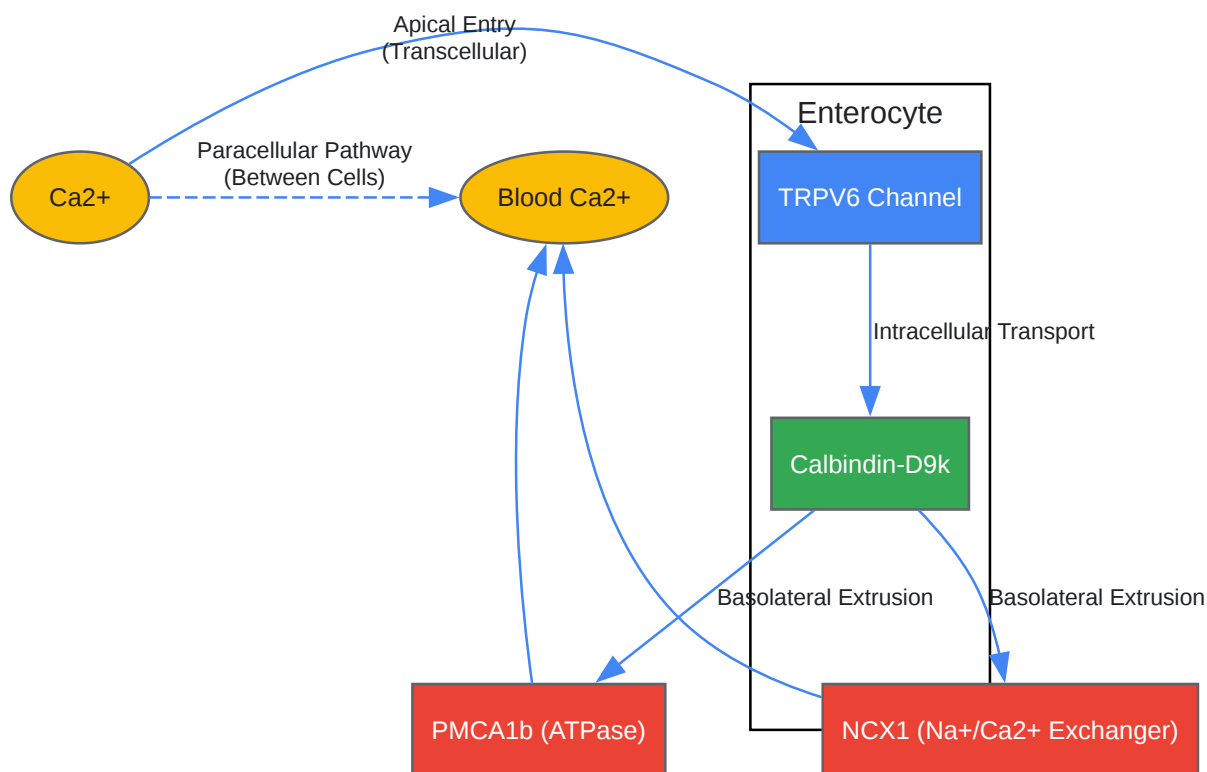 Apical Entry
(Transcellular)
Enterocyte
Paracellular Pathway
(Between Cells)
Ca2+
Blood Ca2+
TRPV6 Channel
Intracellular Transport
Calbindin-D9k
Basolateral Extrusion
Basolateral Extrusion
PMCA1b (ATPase)
NCX1 (Na+/Ca2+ Exchanger)